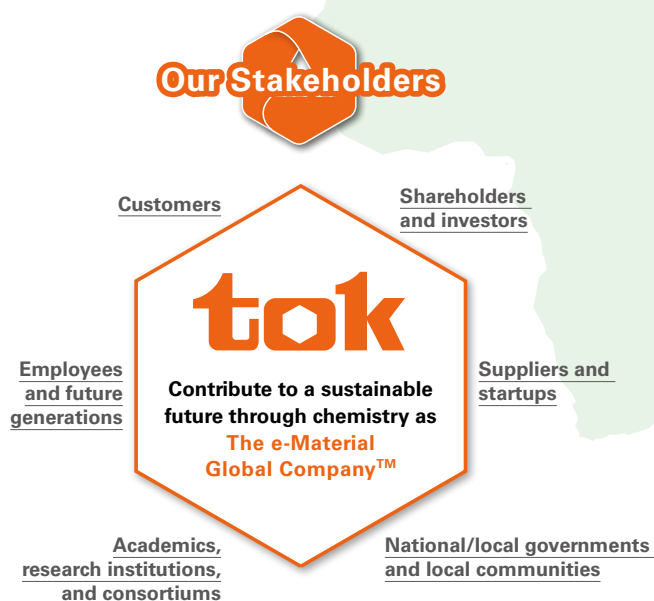 Our Stakeholders
Customers
Shareholders
and investors
tok
Contribute to a sustainable
future through chemistry as
The e-Material
Global Company™
Employees
and future
generations
Suppliers and
startups
Academics,
research institutions,
and consortiums
National/local governments
and local communities